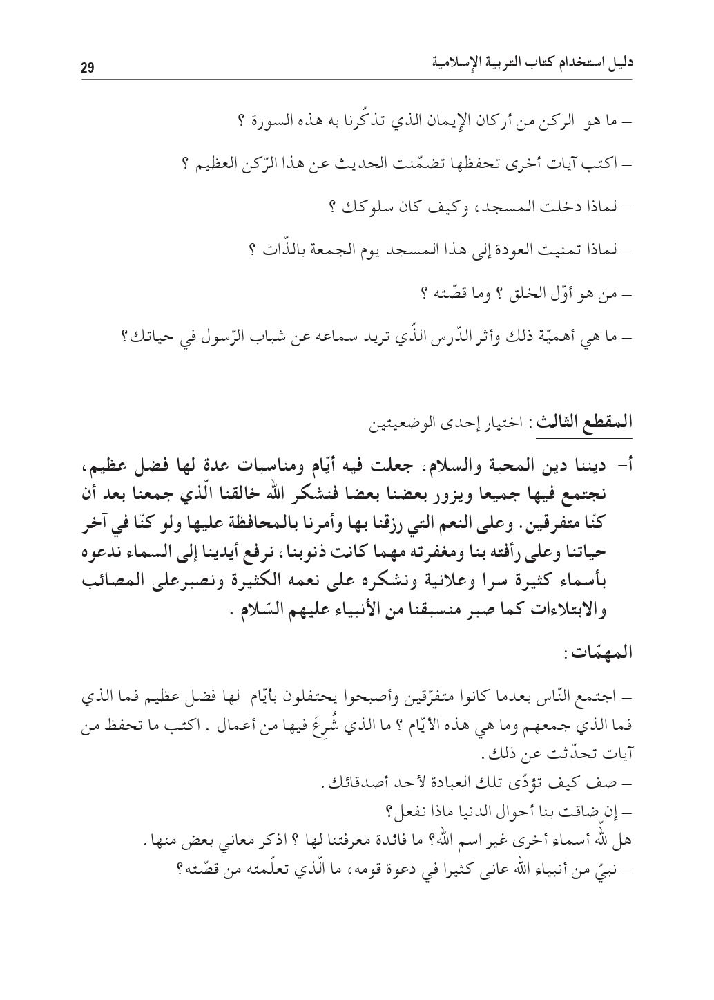 دليل استخدام كتاب التربية الإسلامية
29
– ما هو الركن من أركان الإيمان الذي تذكّرنا به هذه السورة ؟
– اكتب آيات أخرى تحفظها تضمّنت الحديث عن هذا الرّكن العظيم ؟
– لماذا دخلت المسجد، وكيف كان سلوكك ؟
– لماذا تمنيت العودة إلى هذا المسجد يوم الجمعة بالذّات ؟
– من هو أوّل الخلق ؟ وما قصّته ؟
– ما هي أهميّة ذلك وأثر الدّرس الذّي تريد سماعه عن شباب الرّسول في حياتك؟
المقطع الثالث : اختيار إحدى الوضعيتين
أ– ديننا دين المحبة والسلام، جعلت فيه أيّام ومناسبات عدة لها فضل عظيم،
نجتمع فيها جميعا ويزور بعضنا بعضا فنشكر الله خالقنا الّذي جمعنا بعد أن
كنّا متفرقين. وعلى النعم التي رزقنا بها وأمرنا بالمحافظة عليها ولو كنّا في آخر
حياتنا وعلى رأفته بنا ومغفرته مهما كانت ذنوبنا، نرفع أيدينا إلى السماء ندعوه
بأسماء كثيرة سرا وعلانية ونشكره على نعمه الكثيرة ونصبرعلى المصائب
والابتلاءات كما صبر منسبقنا من الأنبياء عليهم السّلام .
المهمّات :
– اجتمع النّاس بعدما كانوا متفرّقين وأصبحوا يحتفلون بأيّام لها فضل عظيم فما الذي
فما الذي جمعهم وما هي هذه الأيّام ؟ ما الذي شُرِعَ فيها من أعمال . اكتب ما تحفظ من
آيات تحدّثت عن ذلك.
– صف كيف تؤدّى تلك العبادة لأحد أصدقائك.
– إن ضاقت بنا أحوال الدنيا ماذا نفعل؟
هل للّه أسماء أخرى غير اسم الله؟ ما فائدة معرفتنا لها ؟ اذكر معاني بعض منها.
– نبيّ من أنبياء الله عانى كثيرا في دعوة قومه، ما الّذي تعلّمته من قصّته؟